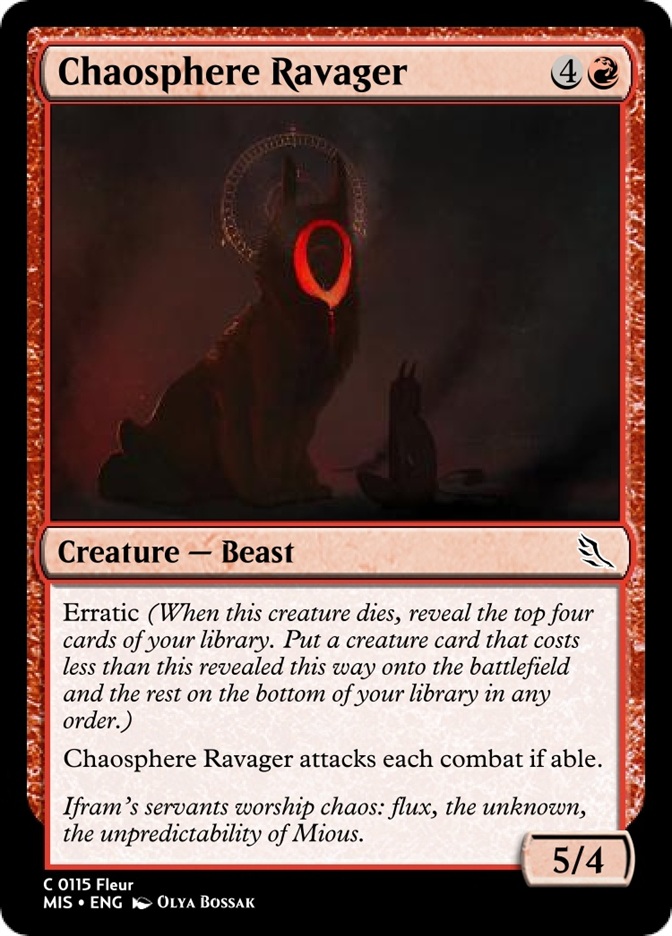 Chaosphere Ravager 4
Creature — Beast
Erratic (When this creature dies, reveal the top four
cards of your library. Put a creature card that costs
less than this revealed this way onto the battlefield
and the rest on the bottom of your library in any
order.)
Chaosphere Ravager attacks each combat if able.
Ifram's servants worship chaos: flux, the unknown,
the unpredictability of Mious.
5/4
C 0115 Fleur
MIS • ENG Olya Bossak